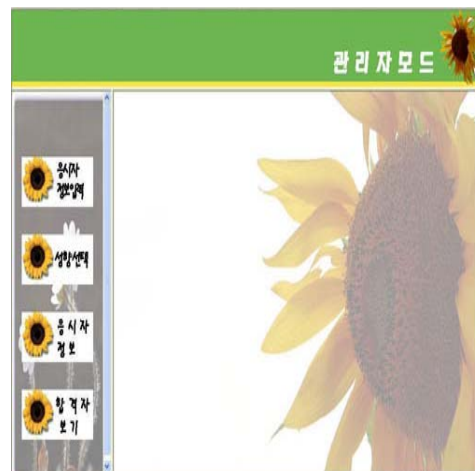 관리자모드
응시자
정보입력
성향선택
응시자
정보
합격자
보기